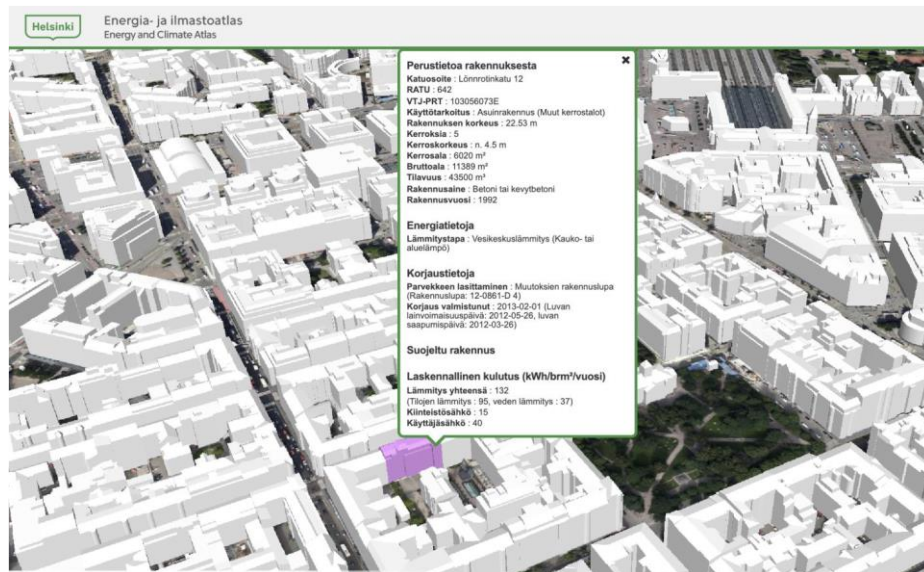 Helsinki
Energia- ja ilmastoatlas
Energy and Climate Atlas
Perustietoa rakennuksesta
Katuosoite : Lönnrotinkatu 12
RATU : 642
VTJ-PRT : 103056073E
Käyttötarkoitus : Asuinrakennus (Muut kerrostalot)
Rakennuksen korkeus : 22.53 m
Kerroksia : 5
Kerroskorkeus : n. 4.5 m
Kerrosala : 6020 m²
Bruttoala : 11389 m²
Tilavuus : 43500 m³
Rakennusaine : Betoni tai kevytbetoni
Rakennusvuosi : 1992
Energiatietoja
Lämmitystapa : Vesikeskuslämmitys (Kauko- tai
aluelämpö)
Korjaustietoja
Parvekkeen lasittaminen : Muutoksien rakennuslupa
(Rakennuslupa: 12-0861-D 4)
Korjaus valmistunut : 2013-02-01 (Luvan
lainvoimaisuuspäivä: 2012-05-26, luvan
saapumispäivä: 2012-03-26)
Suojeltu rakennus
Laskennallinen kulutus (kWh/brm²/vuosi)
Lämmitys yhteensä : 132
(Tilojen lämmitys : 95, veden lämmitys : 37)
Kiinteistösähkö : 15
Käyttäjäsähkö : 40